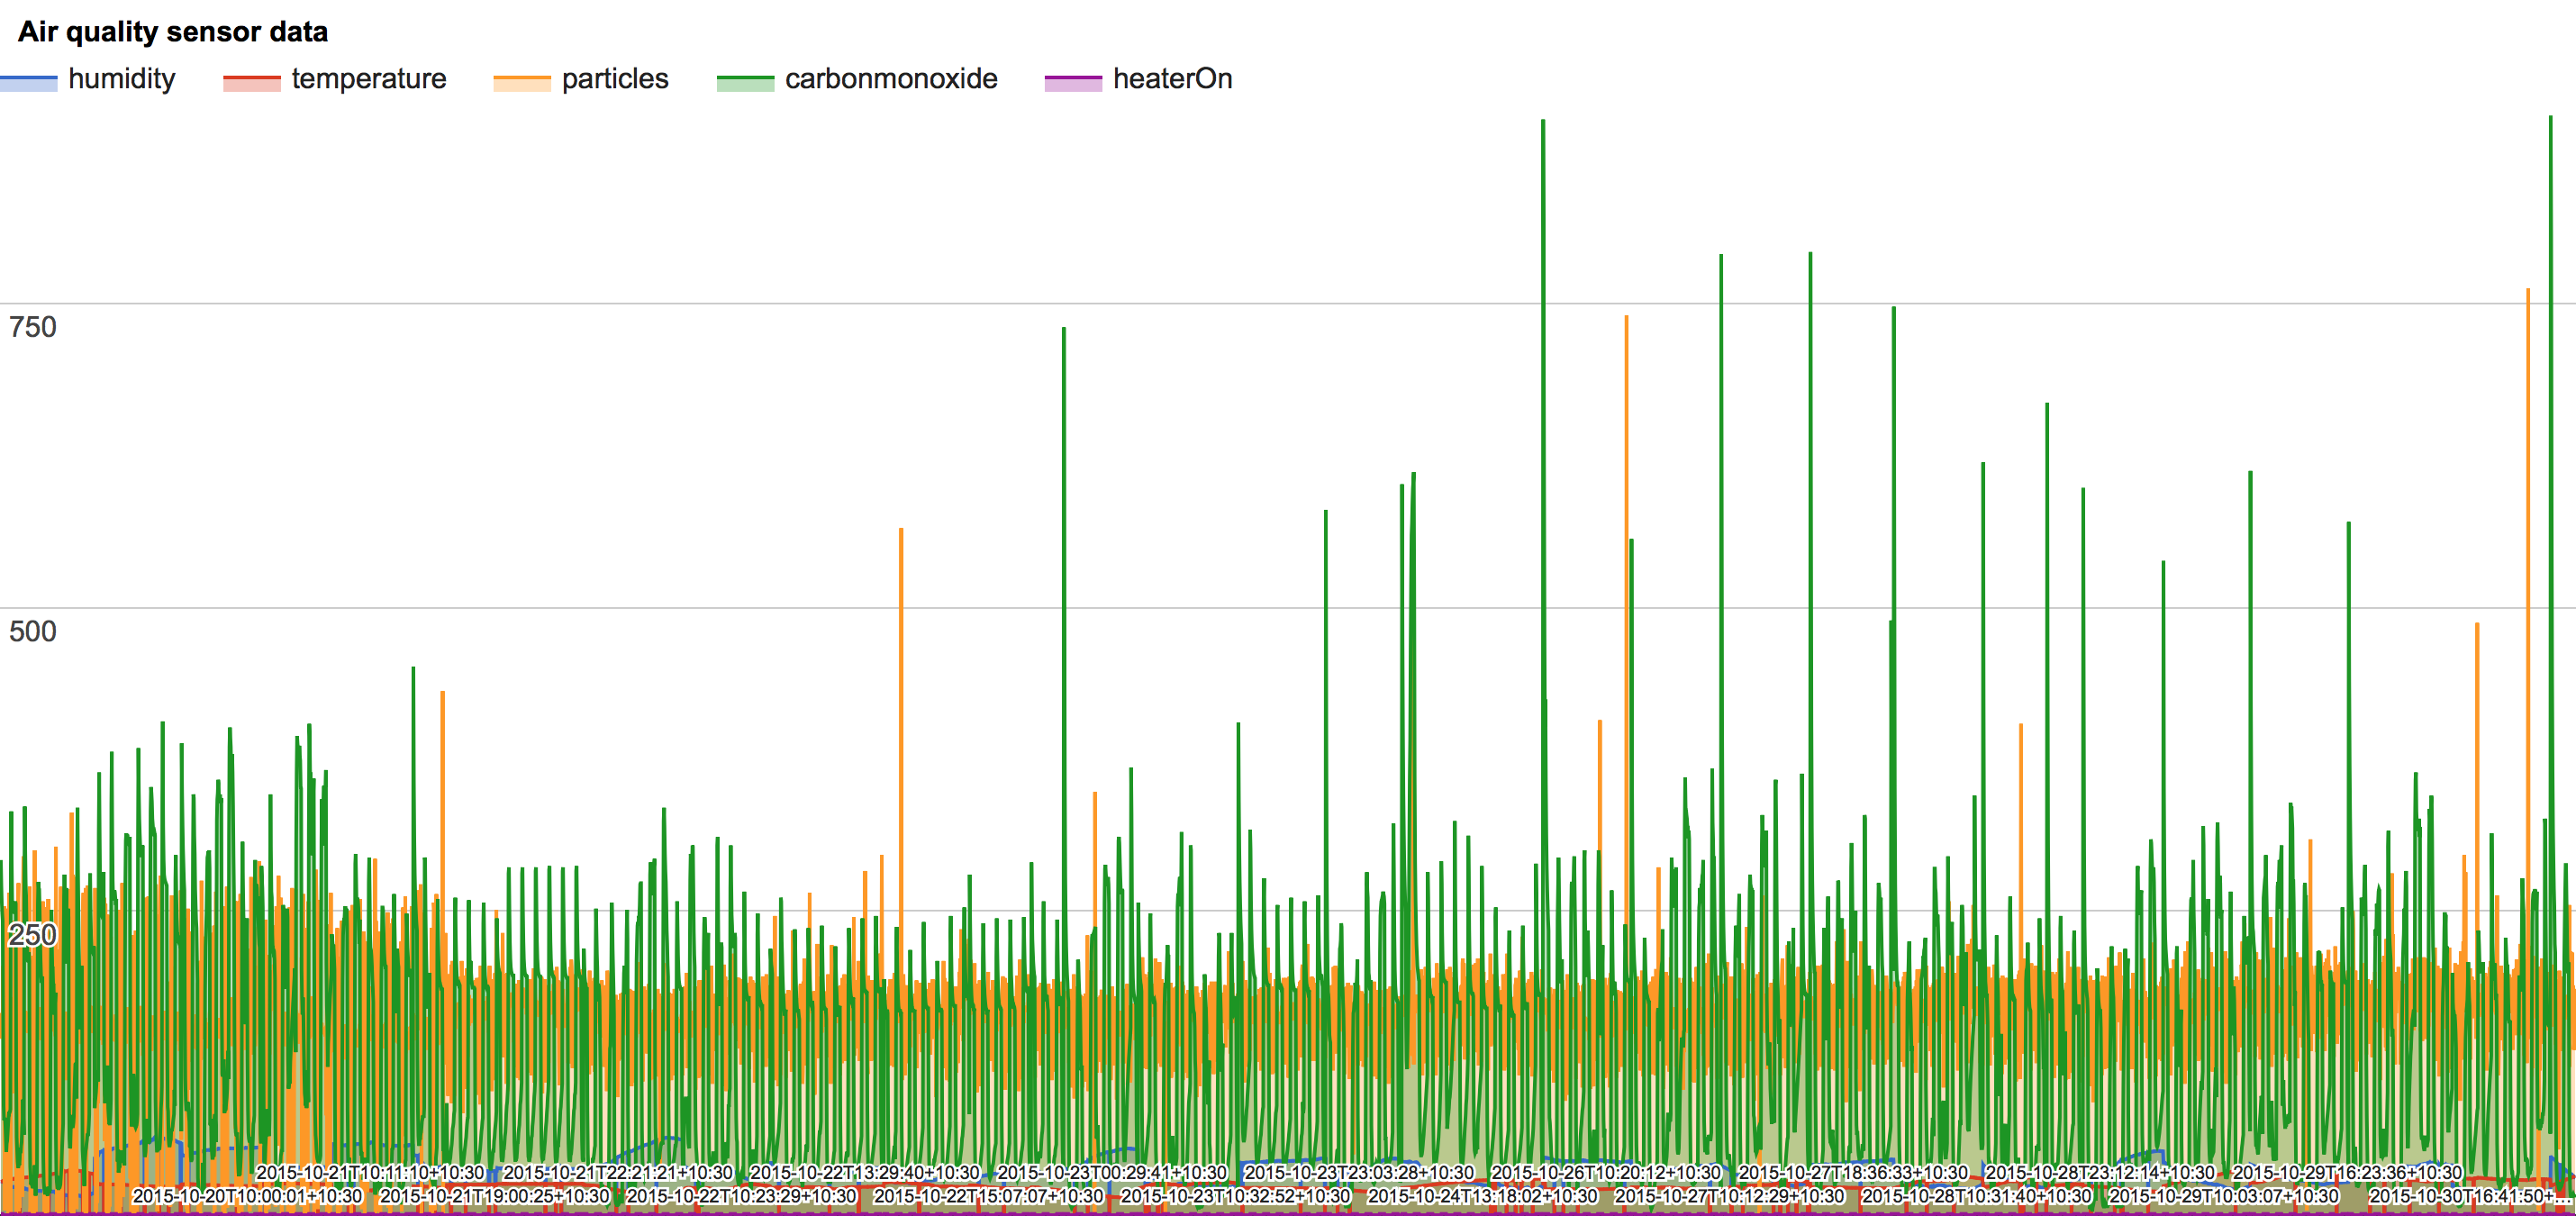 Air quality sensor data
humidity temperature particles carbonmonoxide heaterOn
750
500
250
2015-10-21T10:11:10+10:30 2015-10-21T22:21:21+10:30 2015-10-22T13:29:40+10:30 2015-10-23T00:29:41+10:30 2015-10-23T23:03:28+10:30 2015-10-26T10:20:12+10:30 2015-10-27T18:36:33+10:30 2015-10-28T23:12:14+10:30 2015-10-29T16:23:36+10:30
2015-10-20T10:00:01+10:30 2015-10-21T19:00:25+10:30 2015-10-22T10:23:29+10:30 2015-10-22T15:07:07+10:30 2015-10-23T10:32:52+10:30 2015-10-24T13:18:02+10:30 2015-10-27T10:12:29+10:30 2015-10-28T10:31:40+10:30 2015-10-29T10:03:07+10:30 2015-10-30T16:41:50+...